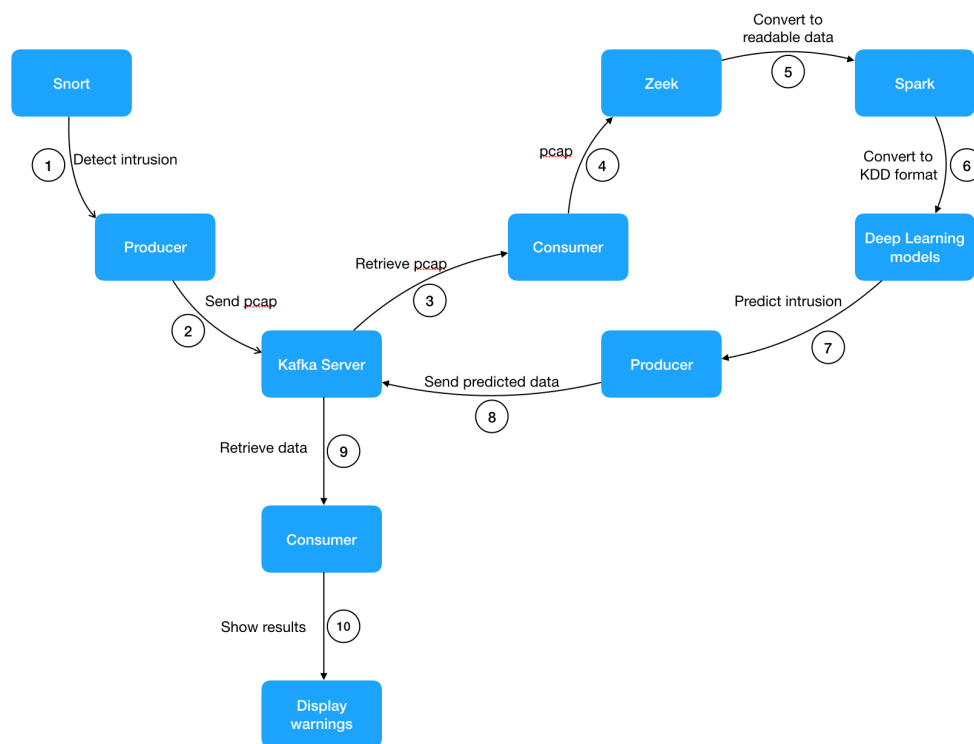 Convert to
readable data
5
Snort
Zeek
Spark
1
Detect intrusion
pcap
4
Convert to
KDD format
6
Producer
Consumer
Deep Learning
models
Retrieve pcap
3
Send pcap
2
Predict intrusion
7
Kafka Server
Producer
Send predicted data
8
Retrieve data
9
Consumer
Show results
10
Display
warnings